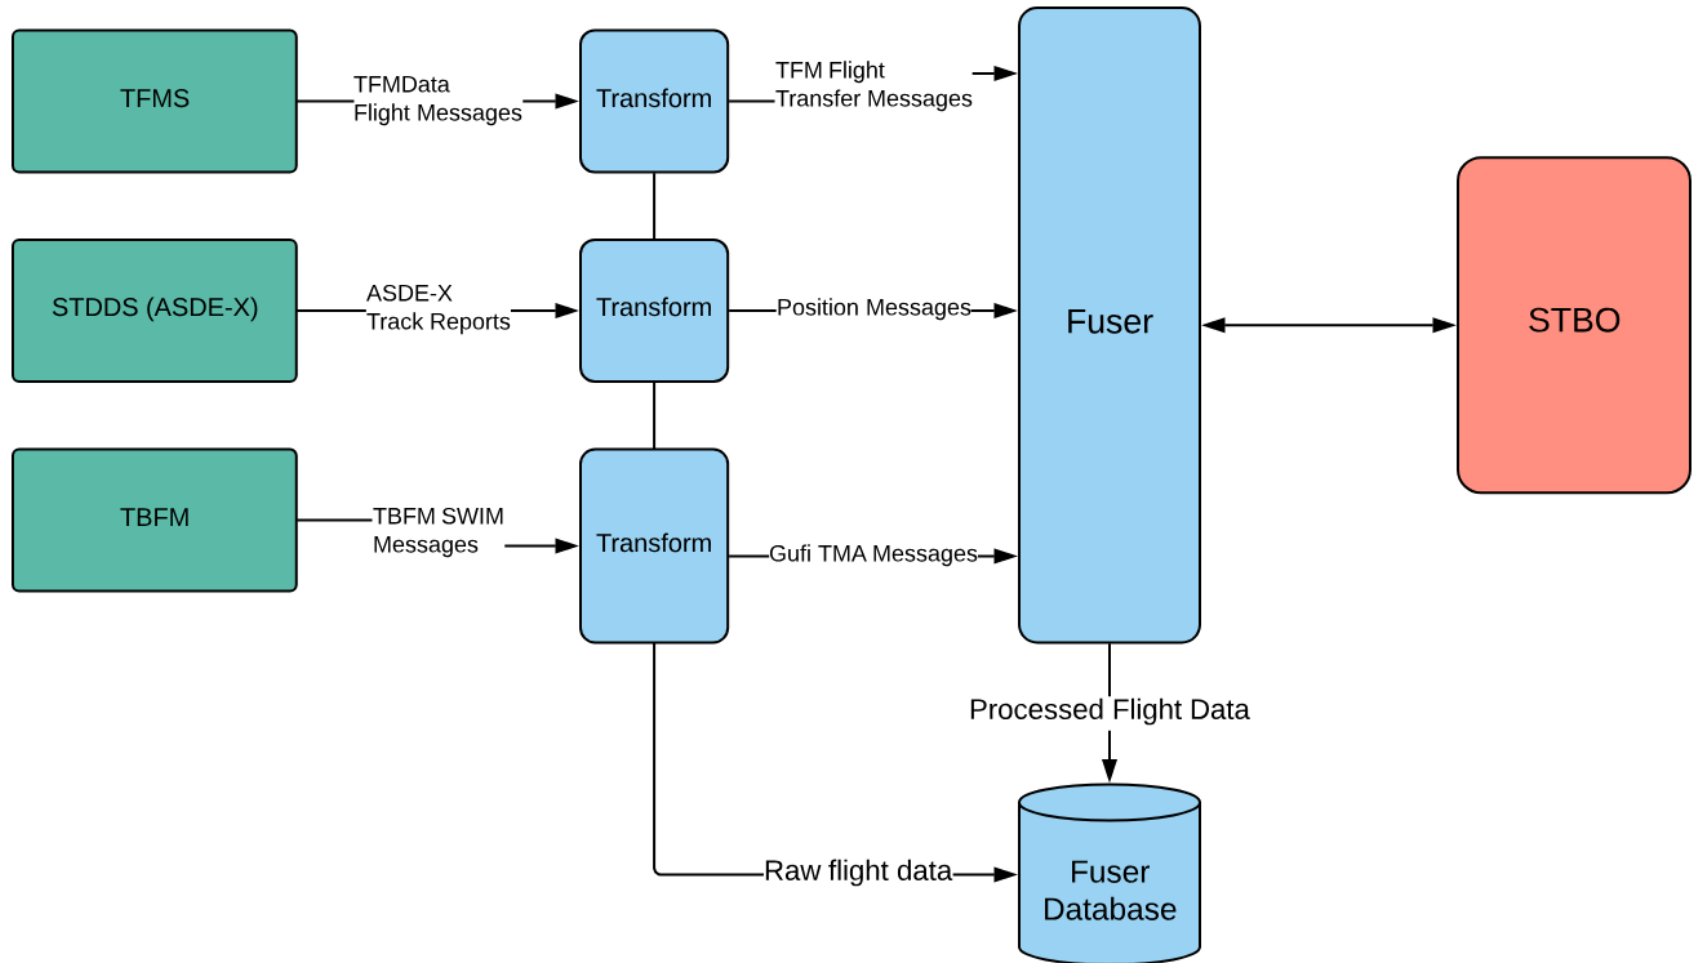 TFMS
TFMData
Flight Messages
Transform
TFM Flight
Transfer Messages
STDDS (ASDE-X)
ASDE-X
Track Reports
Transform
Position Messages
Fuser
STBO
TBFM
TBFM SWIM
Messages
Transform
Gufi TMA Messages
Processed Flight Data
Raw flight data
Fuser
Database